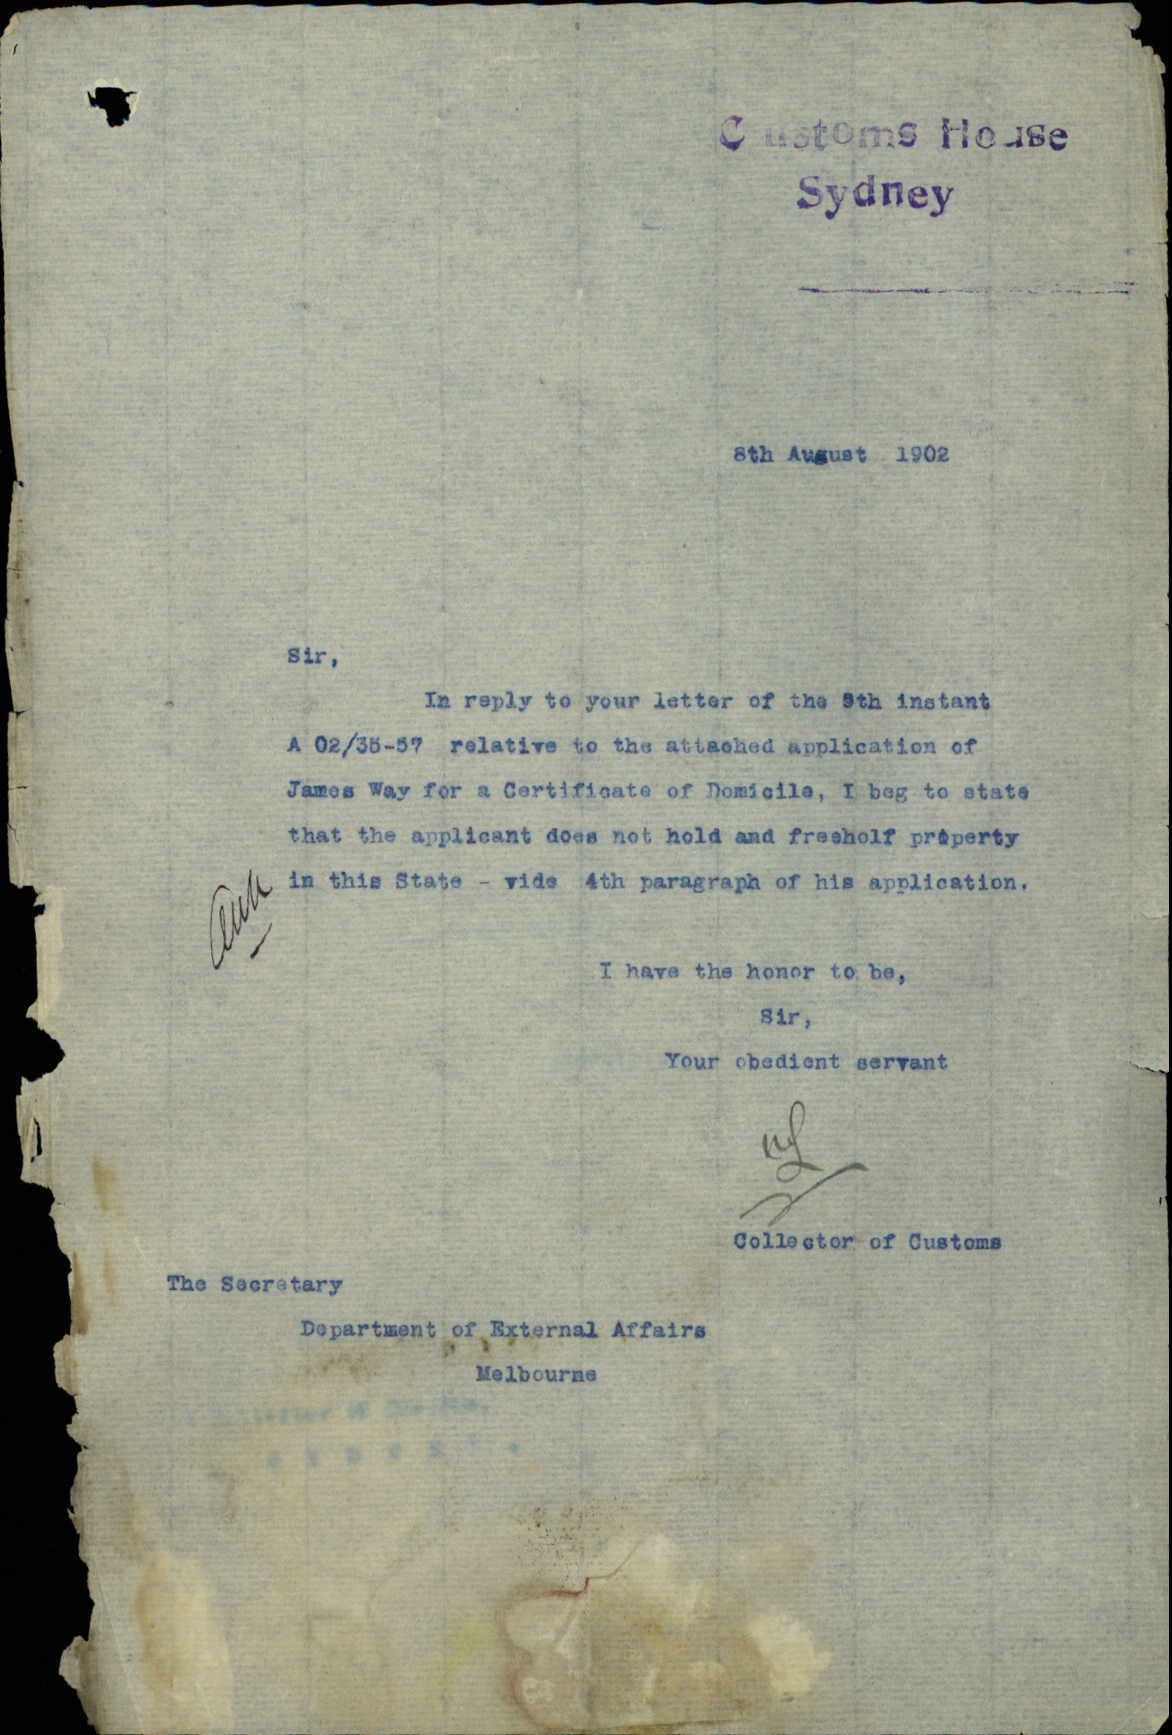 Customs House
Sydney
8th August 1902
Sir,
In reply to your letter of the 9th instant
A 02/35-57 relative to the attached application of
James Way for a Certificate of Domicile, I beg to state
that the applicant does not hold and freeholf property
in this State - vide 4th paragraph of his application.
I have the honor to be,
Sir,
Your obedient servant
Collector of Customs
The Secretary
Department of External Affairs
Melbourne